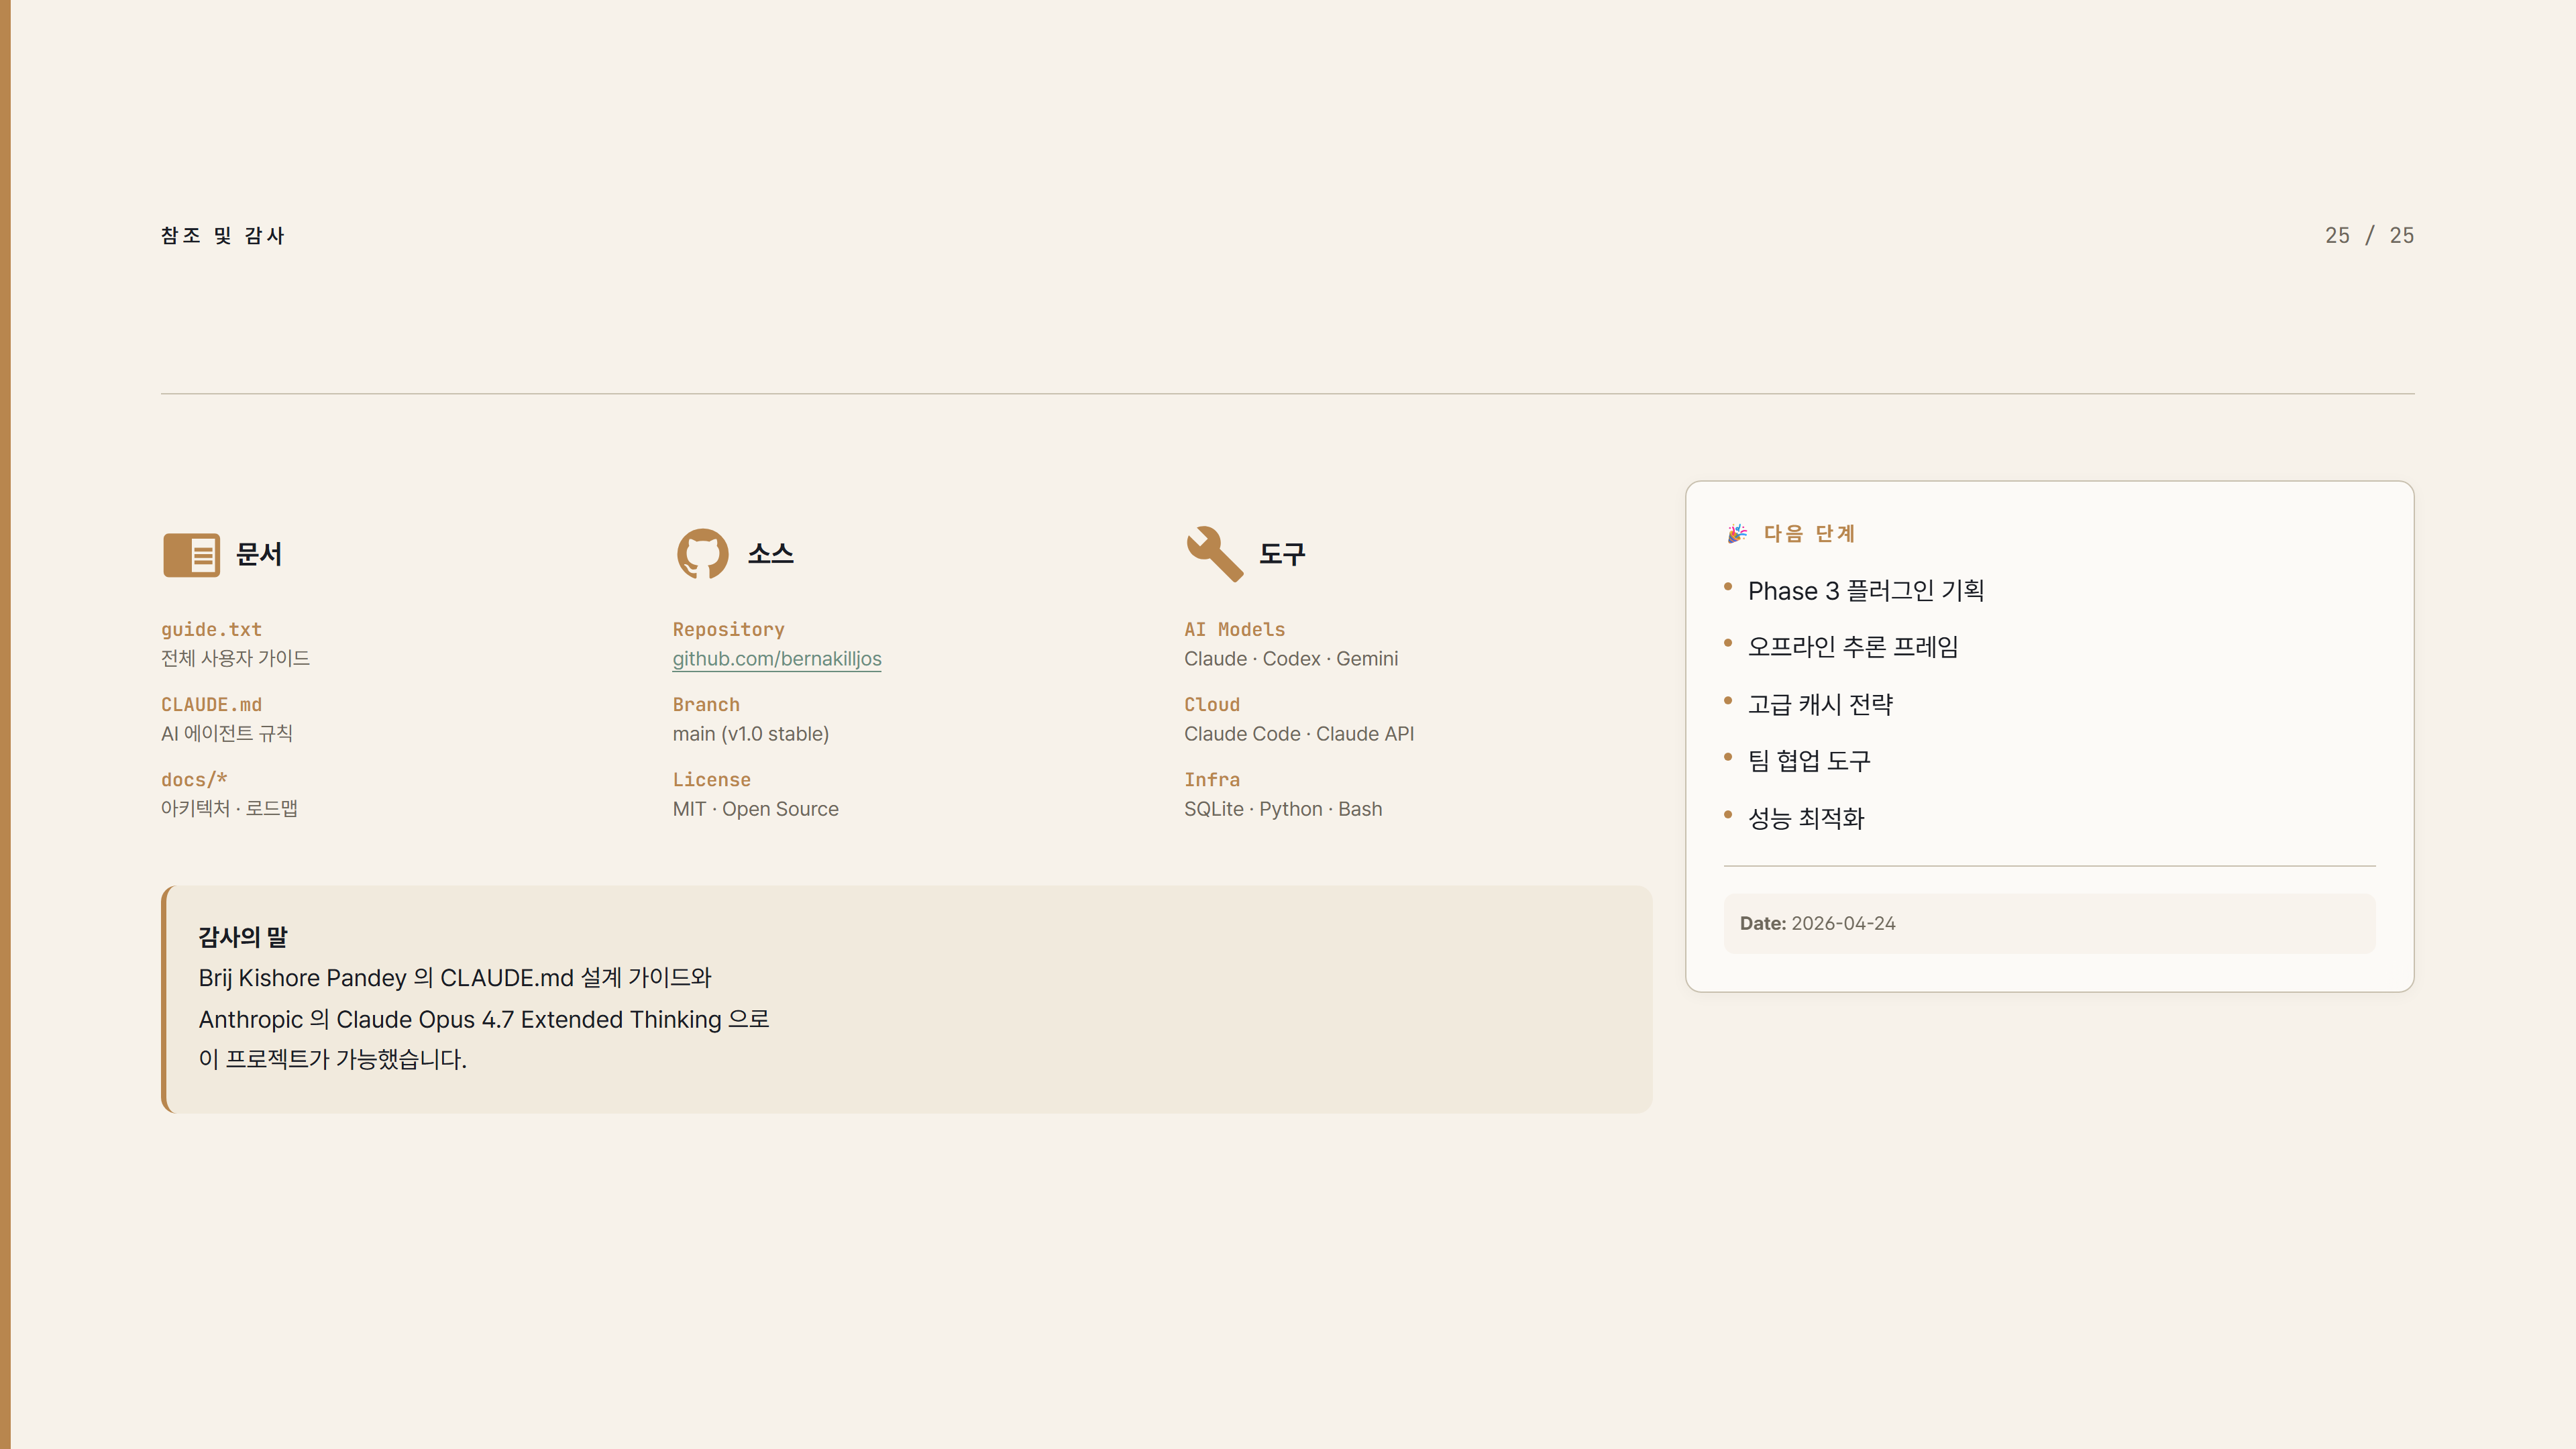 참조 및 감사
25 / 25
문서
guide.txt
전체 사용자 가이드
CLAUDE.md
AI 에이전트 규칙
docs/*
아키텍처 · 로드맵
소스
Repository
github.com/bernakilljos
Branch
main (v1.0 stable)
License
MIT · Open Source
도구
AI Models
Claude · Codex · Gemini
Cloud
Claude Code · Claude API
Infra
SQLite · Python · Bash
감사의 말
Brij Kishore Pandey 의 CLAUDE.md 설계 가이드와
Anthropic 의 Claude Opus 4.7 Extended Thinking 으로
이 프로젝트가 가능했습니다.
🎉 다음 단계
Phase 3 플러그인 기획
오프라인 추론 프레임
고급 캐시 전략
팀 협업 도구
성능 최적화
Date: 2026-04-24